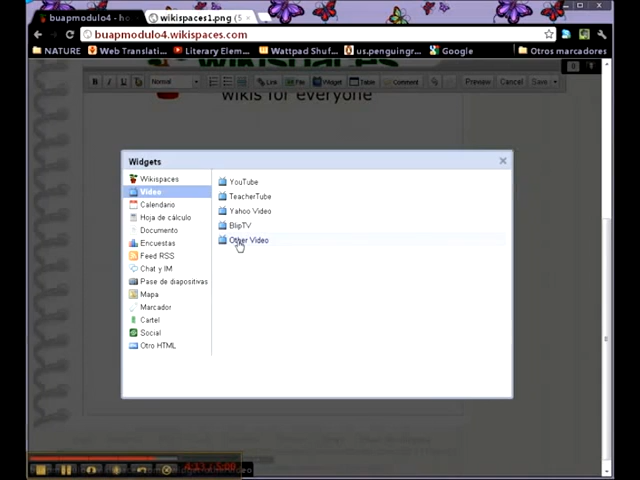 buapmodulo4 - ho
wikispaces1.png (5
buapmodulo4.wikispaces.com
NATURE
Web Translati...
Literary Elem...
Wattpad Shuf...
us.penguingr...
Google
Otros marcadores
wikispaces
B I U
Normal
Link
File
Widget
Table
Comment
Preview
Cancel
Save
wikis for everyone
Widgets
Wikispaces
Video
Calendario
Hoja de cálculo
Documento
Encuestas
Feed RSS
Chat y IM
Pase de diapositivas
Mapa
Marcador
Cartel
Social
Otro HTML
YouTube
TeacherTube
Yahoo Video
BlipTV
Other Video